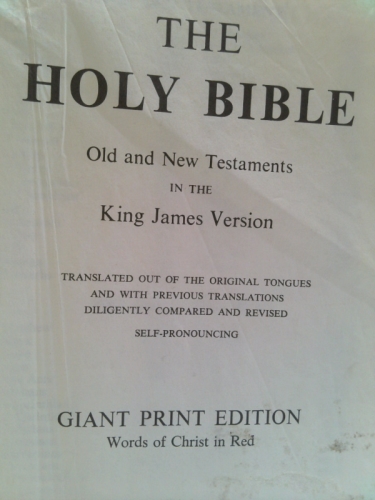 THE
HOLY BIBLE
Old and New Testaments
IN THE
King James Version
TRANSLATED OUT OF THE ORIGINAL TONGUES
AND WITH PREVIOUS TRANSLATIONS
DILIGENTLY COMPARED AND REVISED
SELF-PRONOUNCING
GIANT PRINT EDITION
Words of Christ in Red